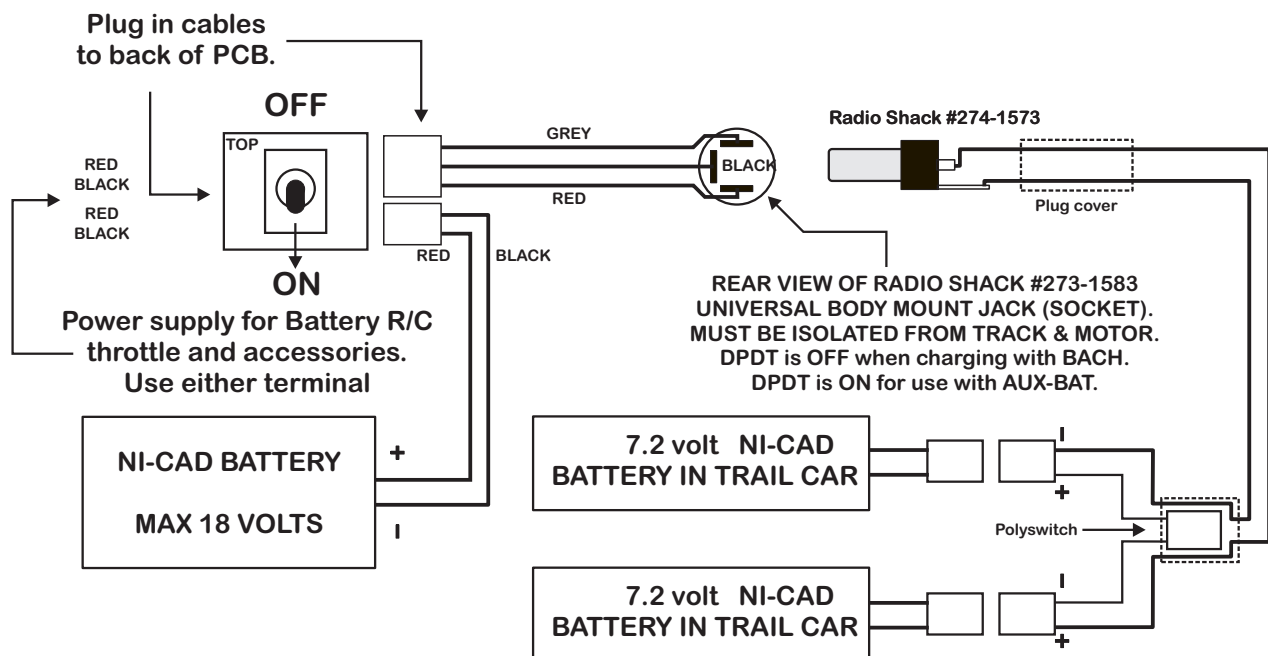 Plug in cables
to back of PCB.
OFF
TOP
RED
BLACK
RED
BLACK
ON
Power supply for Battery R/C
throttle and accessories.
Use either terminal
GREY
BLACK
RED
RED
BLACK
Radio Shack #274-1573
Plug cover
REAR VIEW OF RADIO SHACK #273-1583
UNIVERSAL BODY MOUNT JACK (SOCKET).
MUST BE ISOLATED FROM TRACK & MOTOR.
DPDT is OFF when charging with BACH.
DPDT is ON for use with AUX-BAT.
NI-CAD BATTERY
MAX 18 VOLTS
+
-
7.2 volt NI-CAD
BATTERY IN TRAIL CAR
-
+
Polyswitch
7.2 volt NI-CAD
BATTERY IN TRAIL CAR
-
+